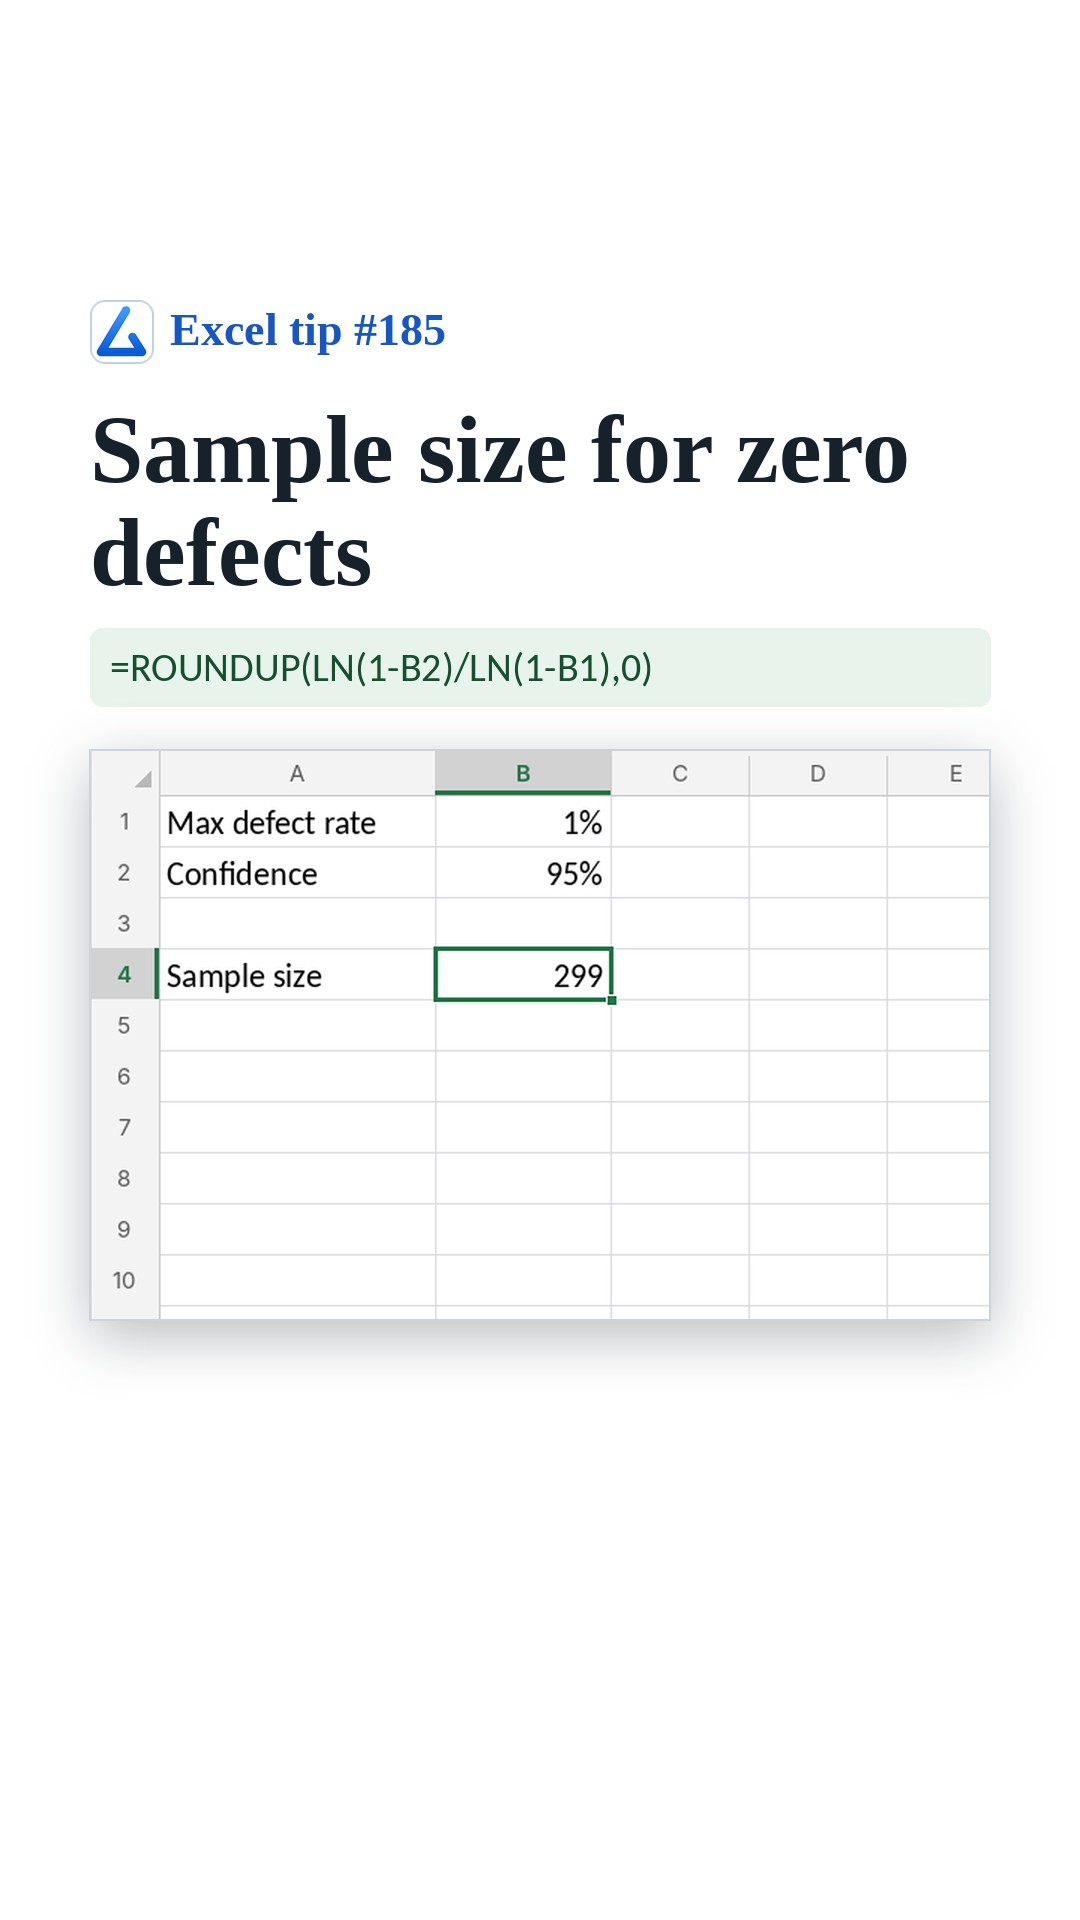 Excel tip #185
Sample size for zero
defects
=ROUNDUP(LN(1-B2)/LN(1-B1),0)
A B C D E
1 Max defect rate 1%
2 Confidence 95%
3
4 Sample size 299
5
6
7
8
9
10